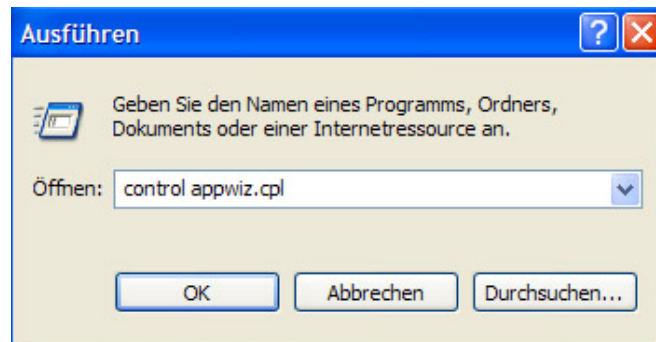 Ausführen
Geben Sie den Namen eines Programms, Ordners,
Dokuments oder einer Internetressource an.
Öffnen: control appwiz.cpl
OK Abbrechen Durchsuchen...